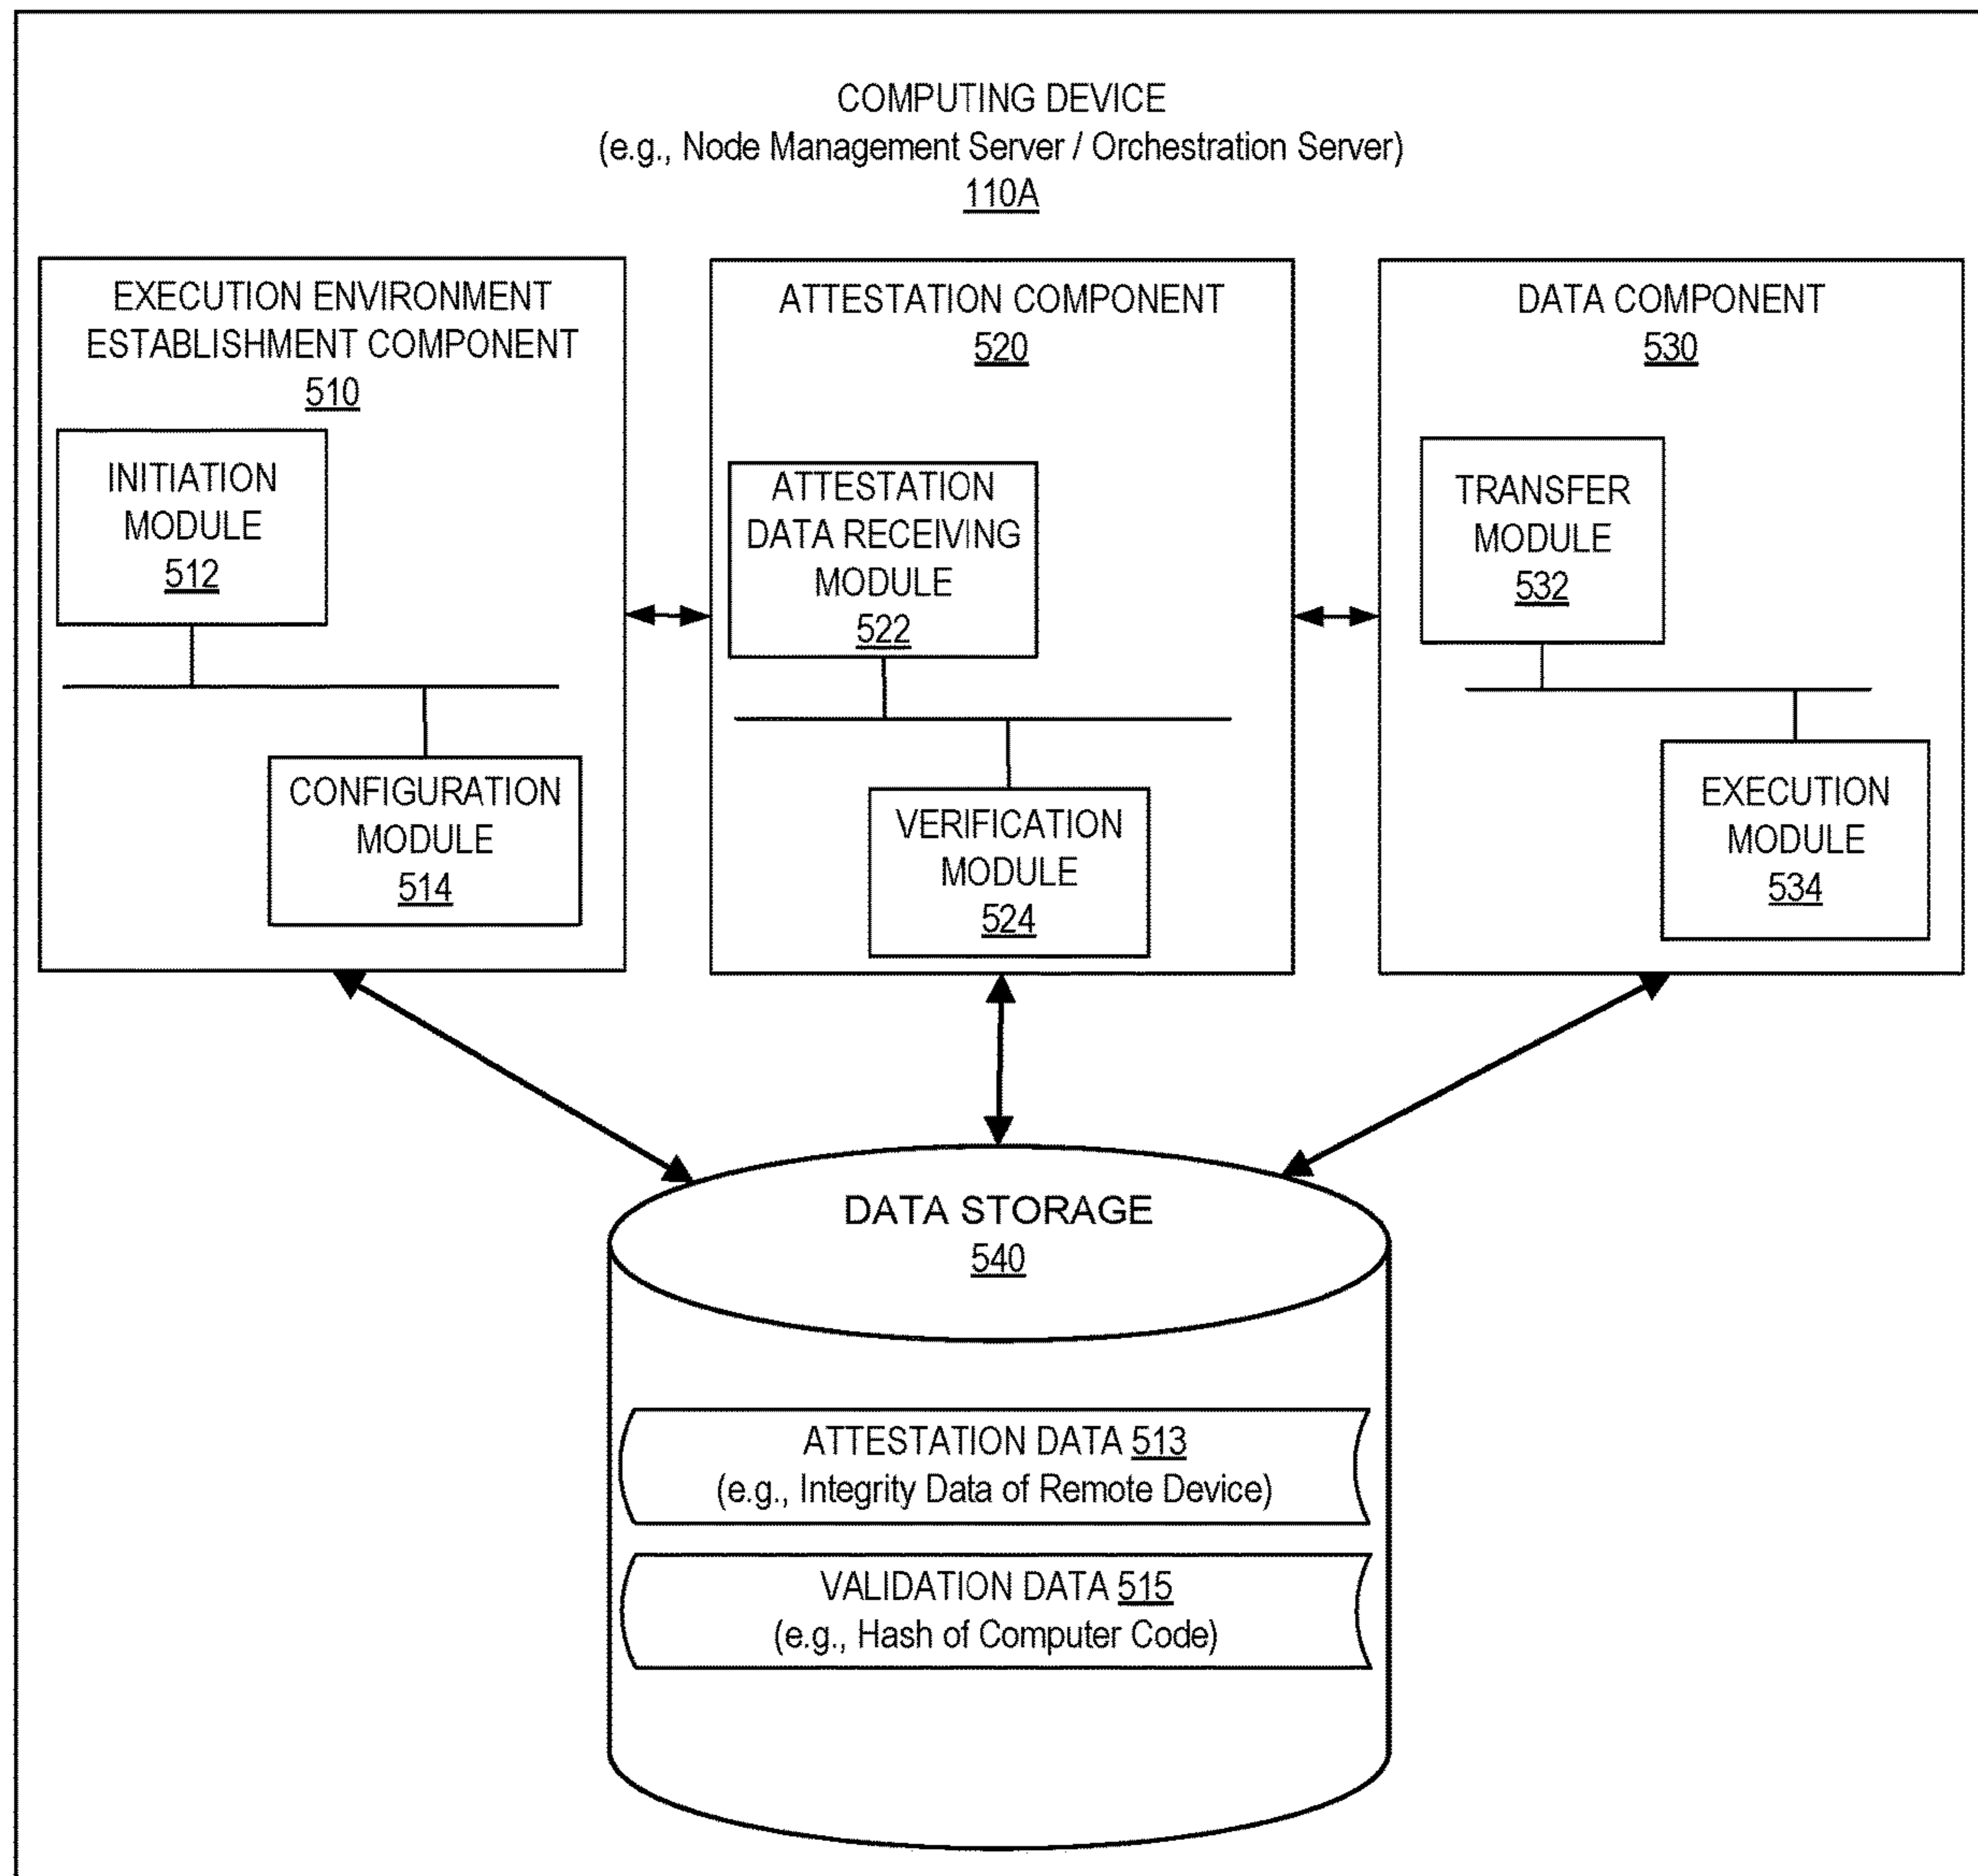 COMPUTING DEVICE
(e.g., Node Management Server / Orchestration Server)
110A
EXECUTION ENVIRONMENT
ESTABLISHMENT COMPONENT
510
INITIATION
MODULE
512
CONFIGURATION
MODULE
514
ATTESTATION COMPONENT
520
ATTESTATION
DATA RECEIVING
MODULE
522
VERIFICATION
MODULE
524
DATA COMPONENT
530
TRANSFER
MODULE
532
EXECUTION
MODULE
534
DATA STORAGE
540
ATTESTATION DATA 513
(e.g., Integrity Data of Remote Device)
VALIDATION DATA 515
(e.g., Hash of Computer Code)